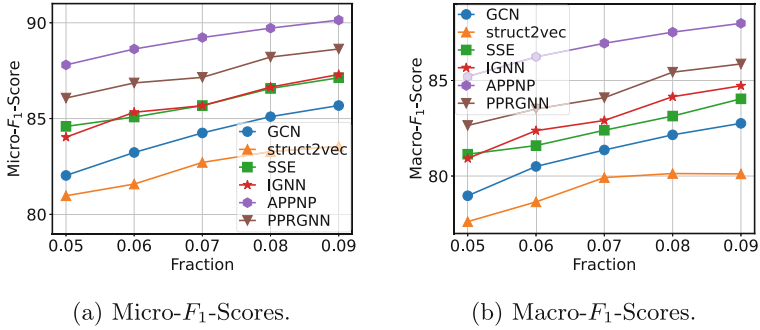 90
85
80
Micro-F₁-Score
0.05 0.06 0.07 0.08 0.09
Fraction
GCN
struct2vec
SSE
IGNN
APPNP
PPRGNN
(a) Micro-F₁-Scores.
85
80
Macro-F₁-Score
0.05 0.06 0.07 0.08 0.09
Fraction
GCN
struct2vec
SSE
IGNN
APPNP
PPRGNN
(b) Macro-F₁-Scores.